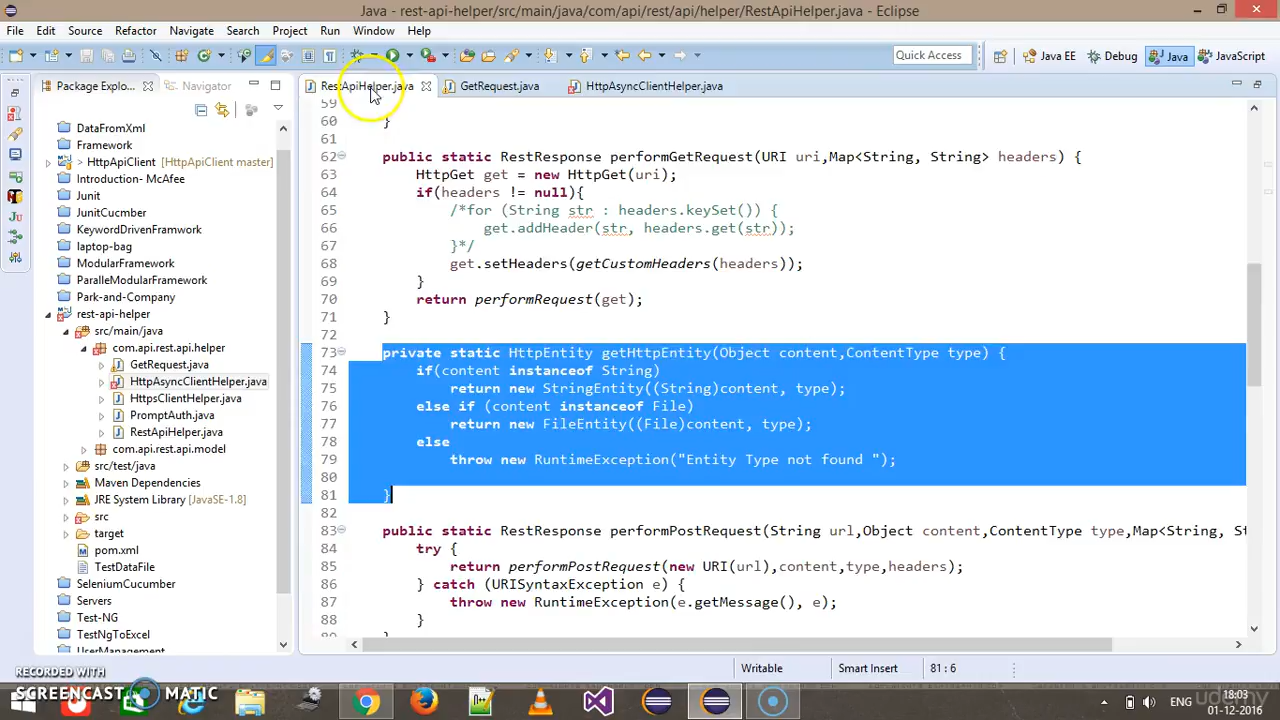 Java - rest-api-helper/src/main/java/com/api/rest/api/helper/RestApiHelper.java - Eclipse
File Edit Source Refactor Navigate Search Project Run Window Help
Quick Access
Java EE
Debug
Java
JavaScript
Package Explo...
Navigator
RestApiHelper.java
GetRequest.java
HttpAsyncClientHelper.java
DataFromXml
Framework
> HttpApiClient [HttpApiClient master]
Introduction- McAfee
Junit
JunitCucmber
KeywordDrivenFramwork
laptop-bag
ModularFramework
ParalleModularFramework
Park-and-Company
rest-api-helper
src/main/java
com.api.rest.api.helper
GetRequest.java
HttpAsyncClientHelper.java
HttpsClientHelper.java
PromptAuth.java
RestApiHelper.java
com.api.rest.api.model
src/test/java
Maven Dependencies
JRE System Library [JavaSE-1.8]
src
target
pom.xml
TestDataFile
SeleniumCucumber
Servers
Test-NG
TestNgToExcel
UserManagement
59
60 }
61
62 public static RestResponse performGetRequest(URI uri,Map<String, String> headers) {
63 HttpGet get = new HttpGet(uri);
64 if(headers != null){
65 /*for (String str : headers.keySet()) {
66 get.addHeader(str, headers.get(str));
67 }*/
68 get.setHeaders(getCustomHeaders(headers));
69 }
70 return performRequest(get);
71 }
72
73 private static HttpEntity getHttpEntity(Object content,ContentType type) {
74 if(content instanceof String)
75 return new StringEntity((String)content, type);
76 else if (content instanceof File)
77 return new FileEntity((File)content, type);
78 else
79 throw new RuntimeException("Entity Type not found ");
80
81 }
82
83 public static RestResponse performPostRequest(String url,Object content,ContentType type,Map<String, St
84 try {
85 return performPostRequest(new URI(url),content,type,headers);
86 } catch (URISyntaxException e) {
87 throw new RuntimeException(e.getMessage(), e);
88 }
Writable
Smart Insert
81 : 6
RECORDED WITH
SCREENCAST MATIC
ENG
18:03
01-12-2016
udemy